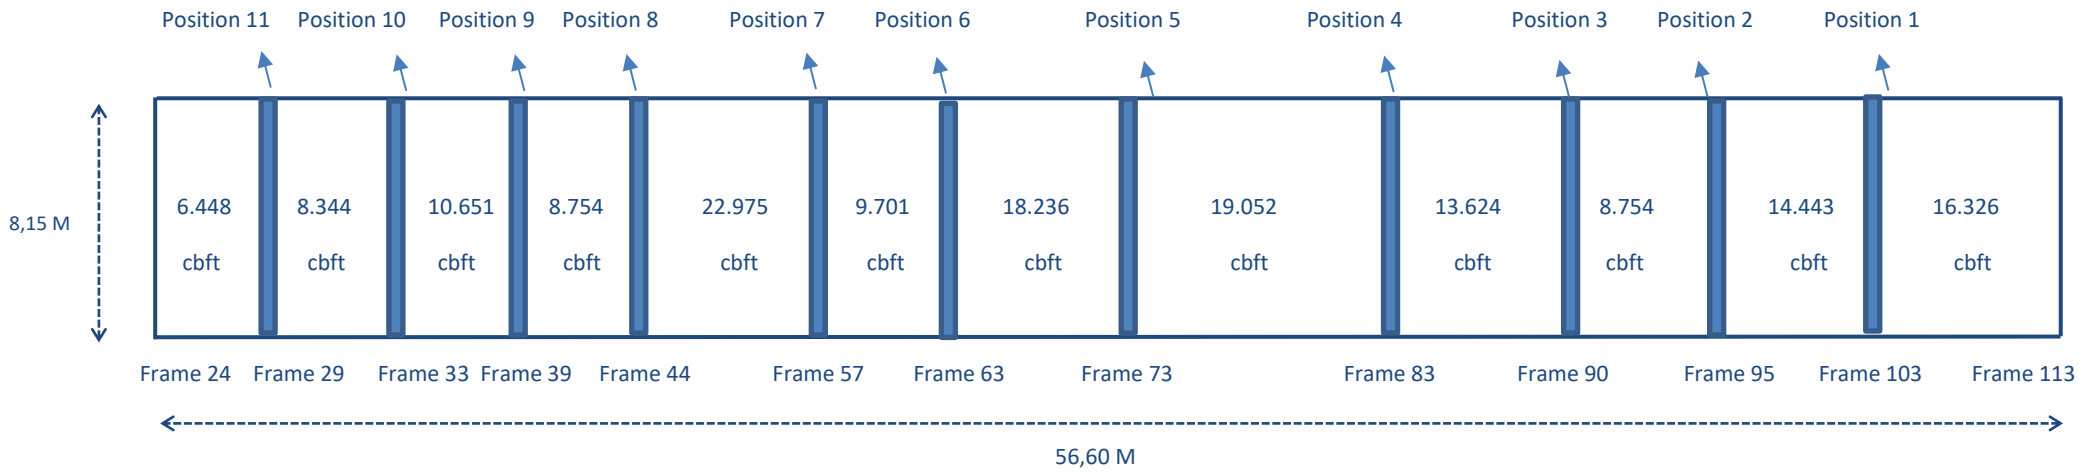 Position 11 Position 10 Position 9 Position 8 Position 7 Position 6 Position 5 Position 4 Position 3 Position 2 Position 1
8,15 M
6.448 8.344 10.651 8.754 22.975 9.701 18.236 19.052 13.624 8.754 14.443 16.326
cbft cbft cbft cbft cbft cbft cbft cbft cbft cbft cbft cbft
Frame 24 Frame 29 Frame 33 Frame 39 Frame 44 Frame 57 Frame 63 Frame 73 Frame 83 Frame 90 Frame 95 Frame 103 Frame 113
56,60 M